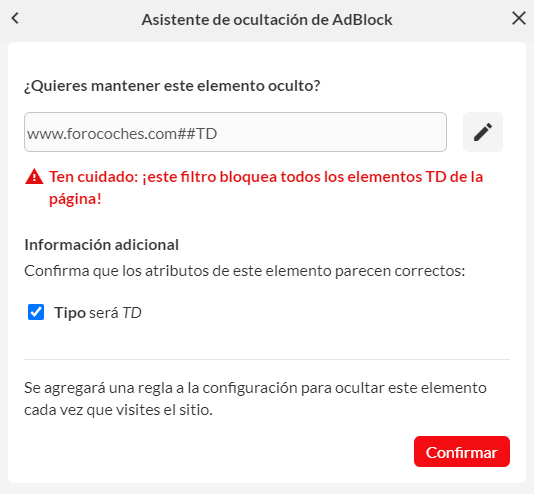 Asistente de ocultación de AdBlock
¿Quieres mantener este elemento oculto?
www.forocoches.com##TD
Ten cuidado: ¡este filtro bloquea todos los elementos TD de la
página!
Información adicional
Confirma que los atributos de este elemento parecen correctos:
Tipo será TD
Se agregará una regla a la configuración para ocultar este elemento
cada vez que visites el sitio.
Confirmar